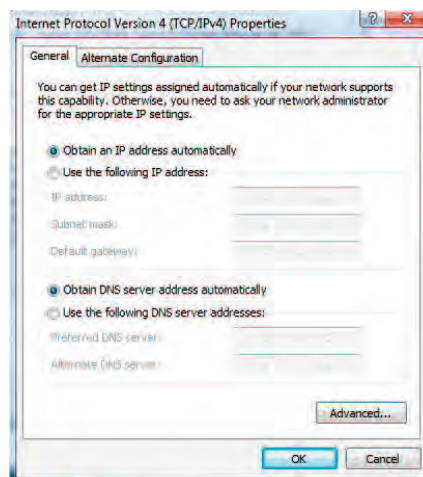 Internet Protocol Version 4 (TCP/IPv4) Properties
General
Alternate Configuration
You can get IP settings assigned automatically if your network supports
this capability. Otherwise, you need to ask your network administrator
for the appropriate IP settings.
Obtain an IP address automatically
Use the following IP address:
IP address:
Subnet mask:
Default gateway:
Obtain DNS server address automatically
Use the following DNS server addresses:
Preferred DNS server:
Alternate DNS server:
Advanced...
OK
Cancel